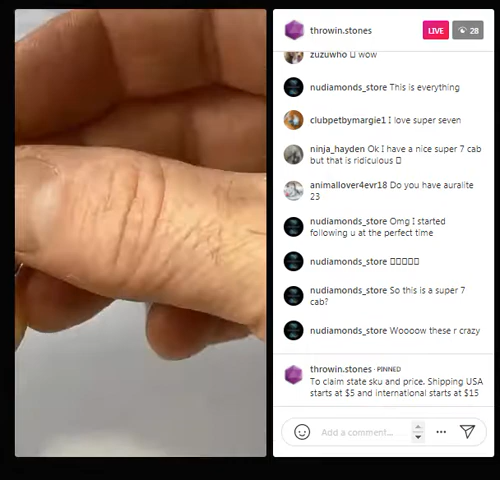 throwin.stones LIVE 28
zuzuwho wow
nudiamonds_store This is everything
clubpetbymargie1 I love super seven
ninja_hayden Ok I have a nice super 7 cab
but that is ridiculous
animallover4evr18 Do you have auralite
23
nudiamonds_store Omg I started
following u at the perfect time
nudiamonds_store
nudiamonds_store So this is a super 7
cab?
nudiamonds_store Woooow these r crazy
throwin.stones · PINNED
To claim state sku and price. Shipping USA
starts at $5 and international starts at $15
Add a comment...